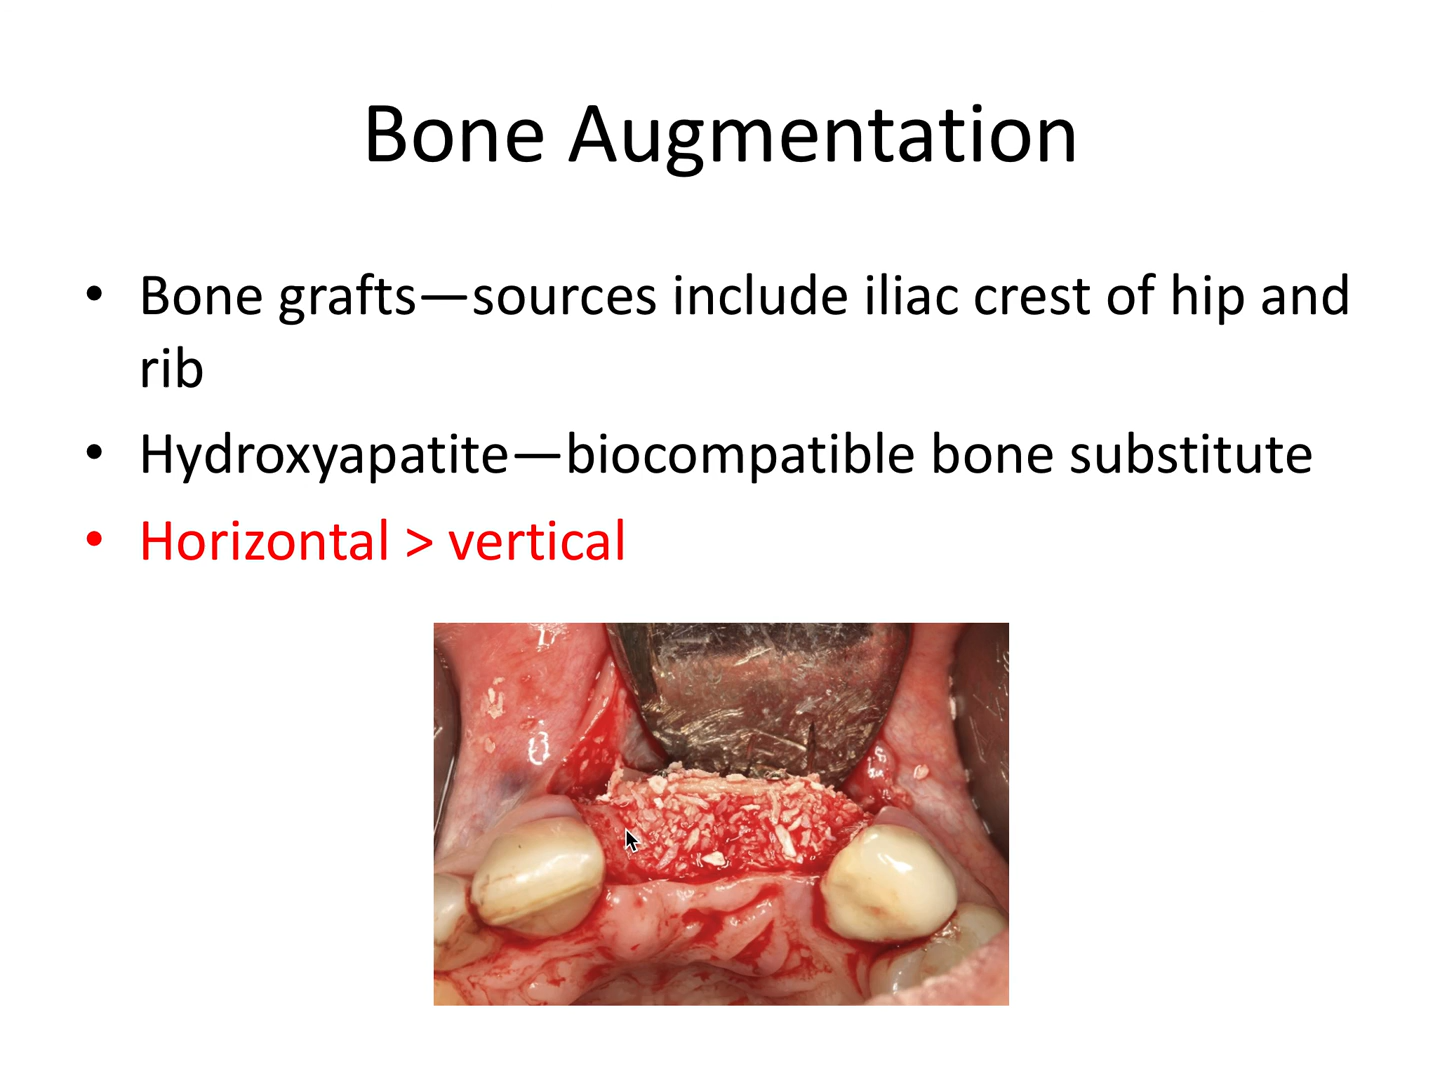 Bone Augmentation
• Bone grafts—sources include iliac crest of hip and
rib
• Hydroxyapatite—biocompatible bone substitute
• Horizontal > vertical